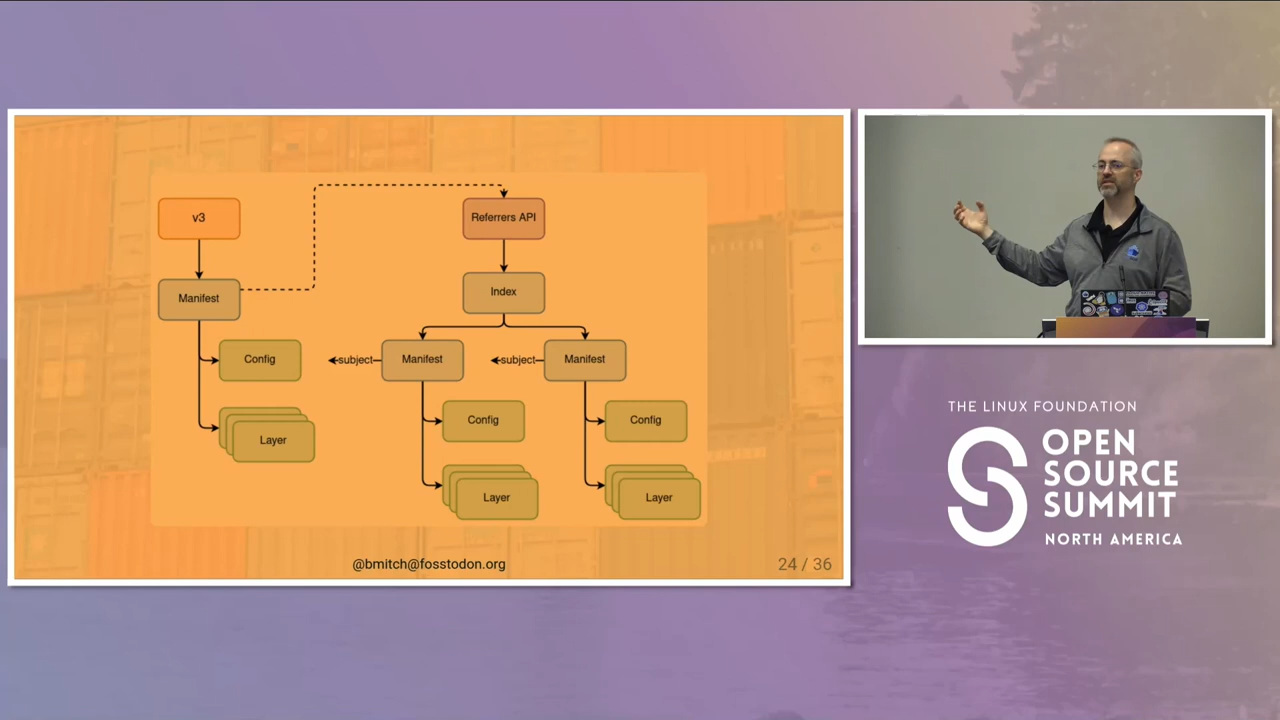 v3
Referrers API
Manifest
Index
Config
subject
Manifest
subject
Manifest
Layer
Config
Config
Layer
Layer
@bmitch@fosstodon.org
24 / 36
THE LINUX FOUNDATION
OPEN
SOURCE
SUMMIT
NORTH AMERICA